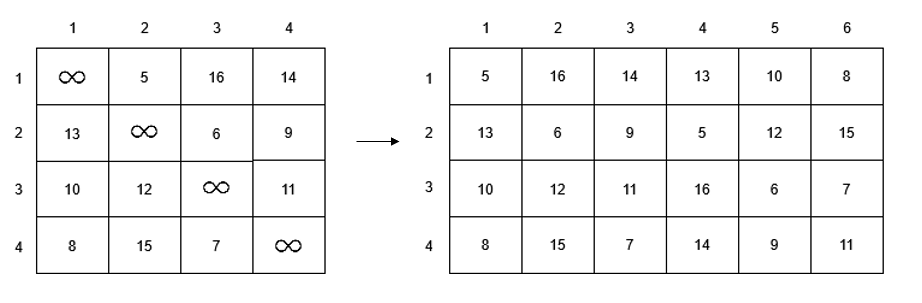 1 2 3 4
1 ∞ 5 16 14
2 13 ∞ 6 9
3 10 12 ∞ 11
4 8 15 7 ∞
1 2 3 4 5 6
1 5 16 14 13 10 8
2 13 6 9 5 12 15
3 10 12 11 16 6 7
4 8 15 7 14 9 11